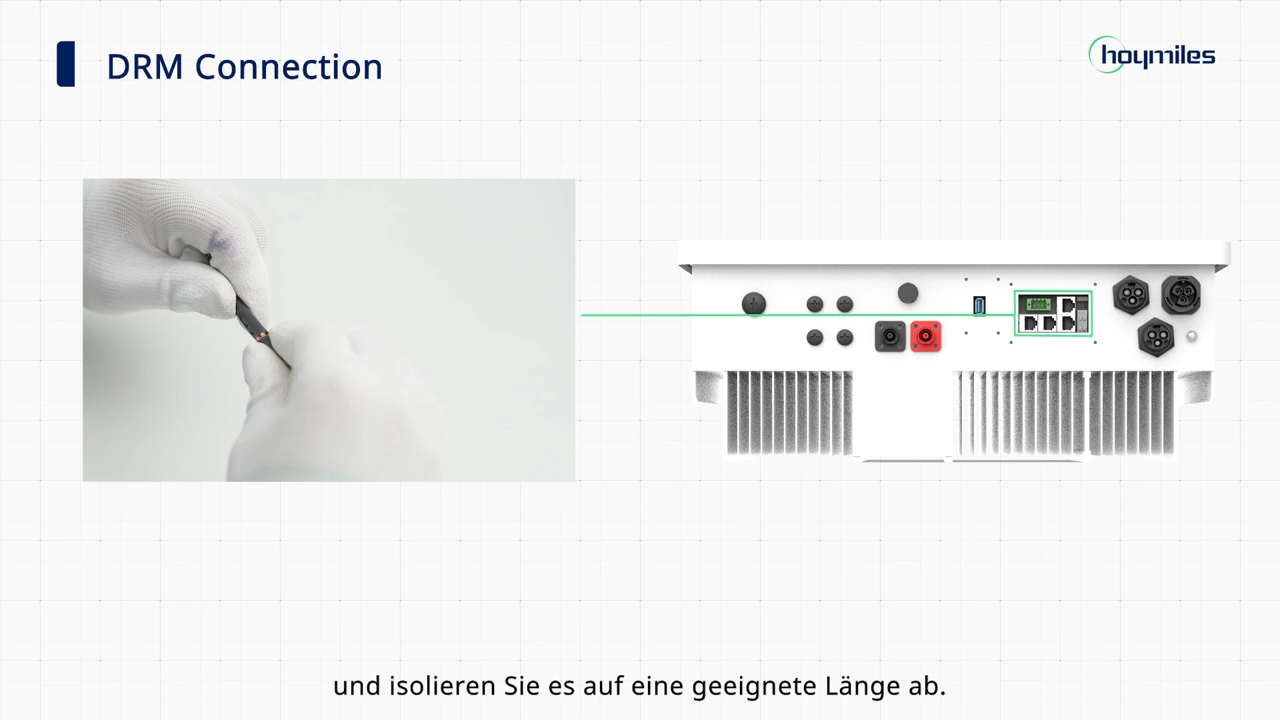 DRM Connection
hoymiles
und isolieren Sie es auf eine geeignete Länge ab.